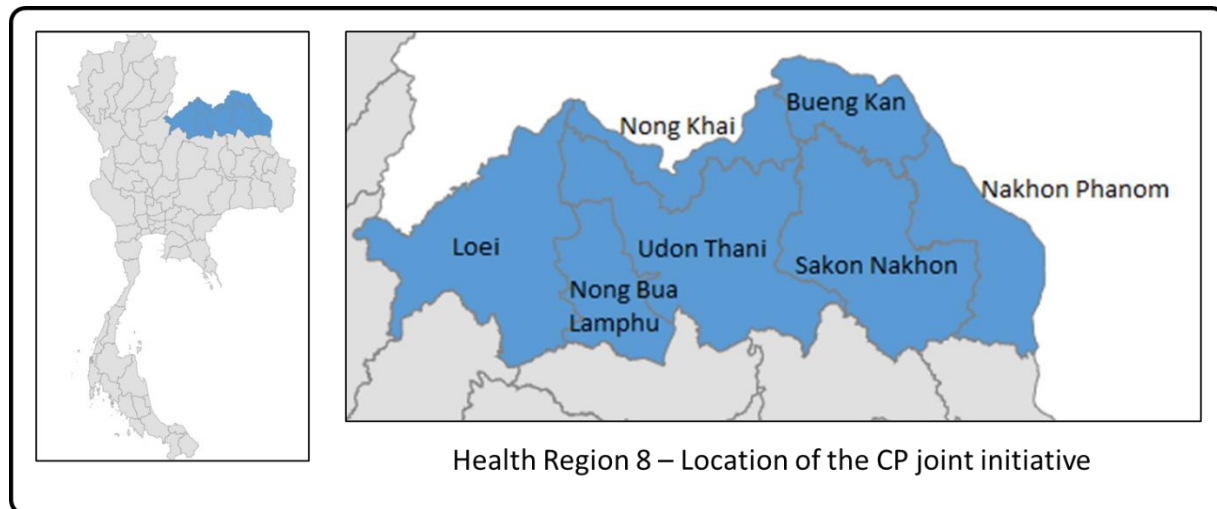 Bueng Kan
Nong Khai
Nakhon Phanom
Loei
Udon Thani
Sakon Nakhon
Nong Bua
Lamphu
Health Region 8 – Location of the CP joint initiative